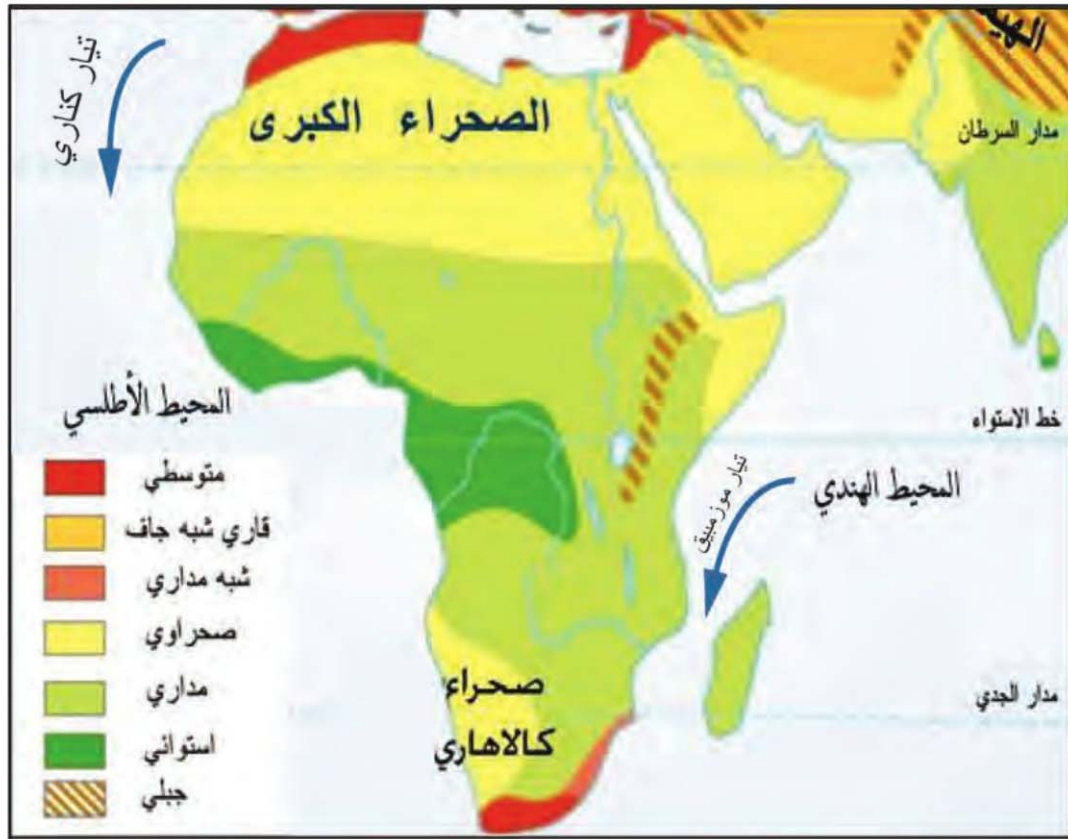 تيار كناري
الصحراء الكبرى
مدار السرطان
خط الاستواء
المحيط الأطلسي
المحيط الهندي
تيار موزمبيق
مدار الجدي
صحراء
كالاهاري
متوسطي
قاري شبه جاف
شبه مداري
صحراوي
مداري
استوائي
جبلي